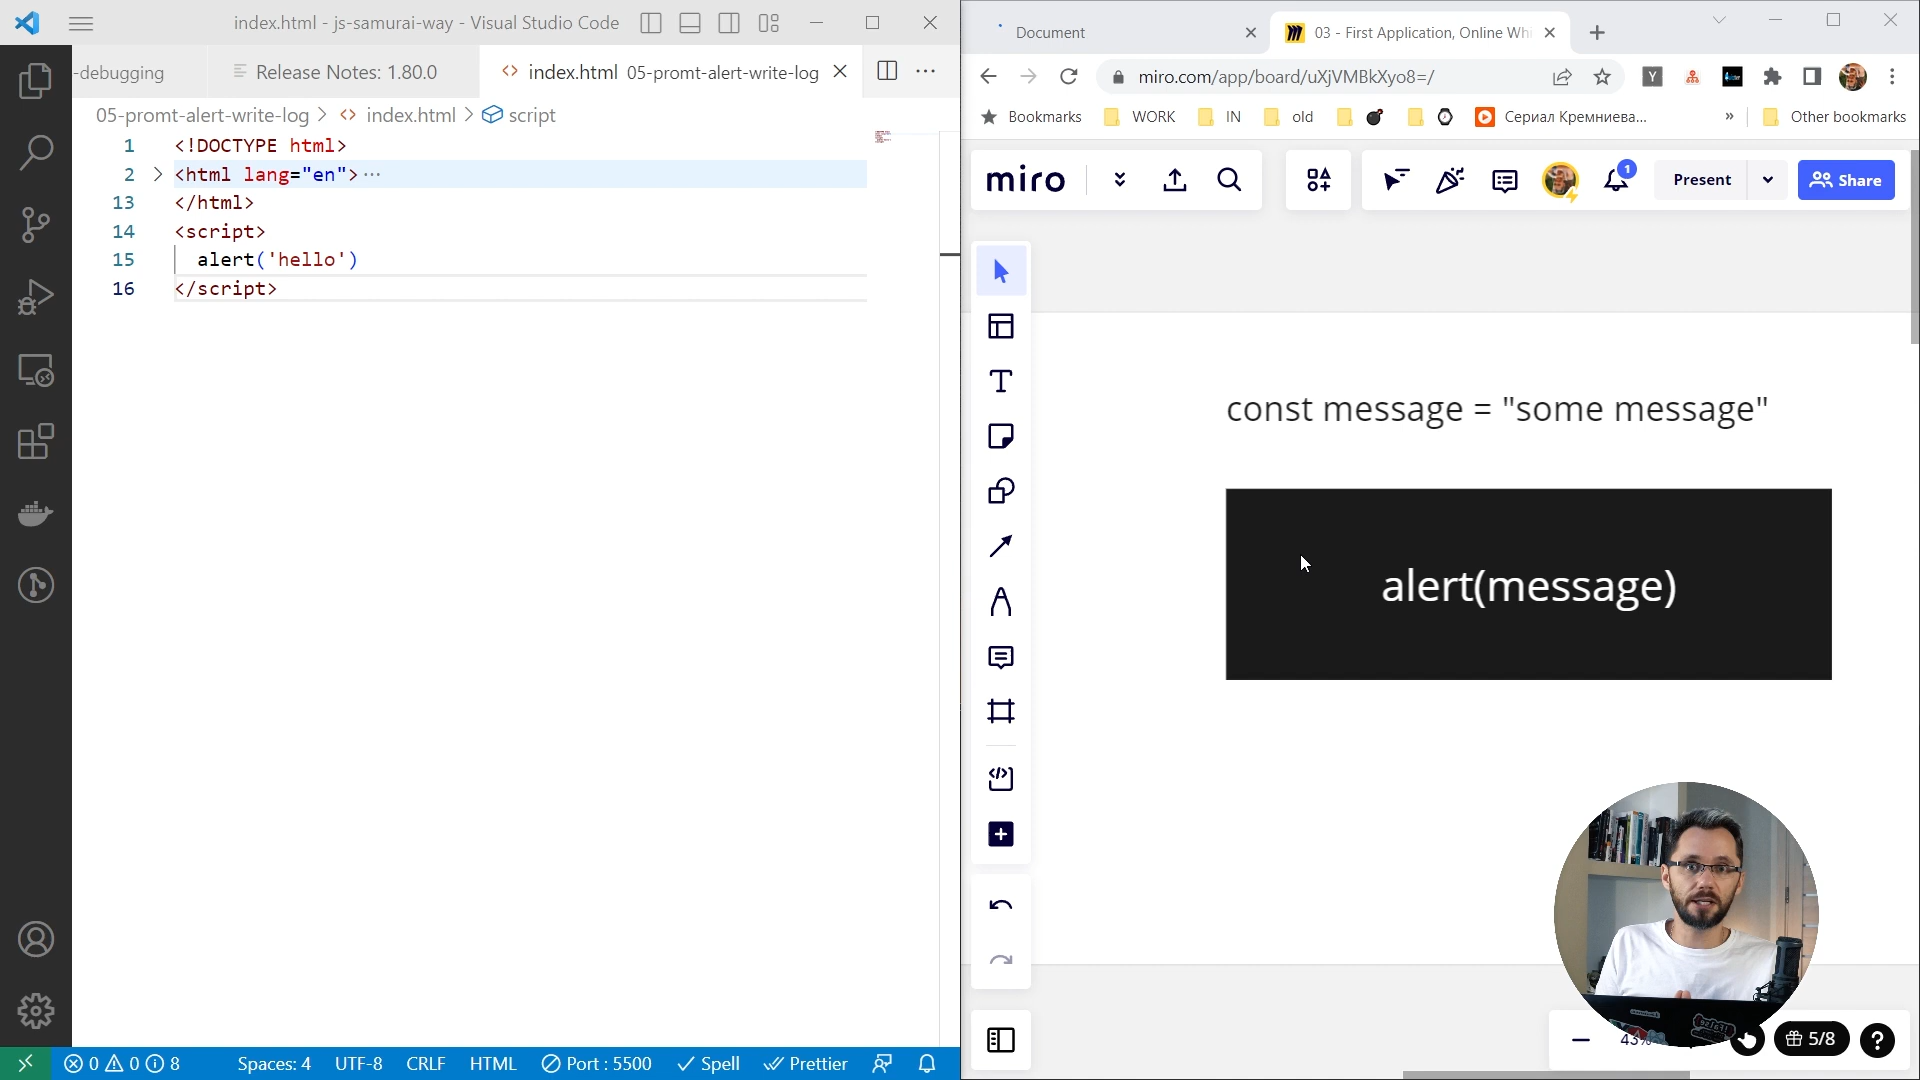 index.html - js-samurai-way - Visual Studio Code
-debugging
Release Notes: 1.80.0
<> index.html 05-promt-alert-write-log
05-promt-alert-write-log > <> index.html > script
1 <!DOCTYPE html>
2 <html lang="en"> ···
13 </html>
14 <script>
15 alert('hello')
16 </script>
0 0 8 Spaces: 4 UTF-8 CRLF HTML Port : 5500 Spell Prettier
Document
03 - First Application, Online Whi
miro.com/app/board/uXjVMBkXyo8=/
Y
Bookmarks WORK IN old Сериал Кремниева... » Other bookmarks
miro
1
Present
Share
const message = "some message"
alert(message)
43%
5/8
?